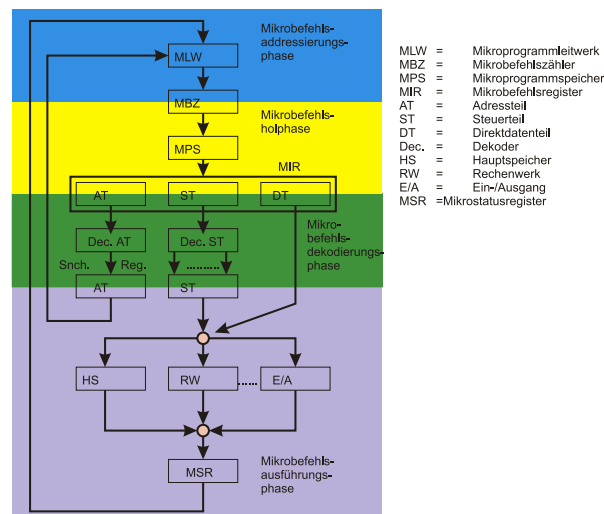 Mikrobefehls-
addressierungs-
phase
MLW
MBZ
Mikrobefehls-
holphase
MPS
MIR
AT ST DT
Mikro-
befehls-
dekodierungs-
phase
Dec. AT Dec. ST
Snch. Reg. ..........
AT ST
HS RW ...... E/A
Mikrobefehls-
ausführungs-
phase
MSR
MLW = Mikroprogrammleitwerk
MBZ = Mikrobefehlszähler
MPS = Mikroprogrammspeicher
MIR = Mikrobefehlsregister
AT = Adressteil
ST = Steuerteil
DT = Direktdatenteil
Dec. = Dekoder
HS = Hauptspeicher
RW = Rechenwerk
E/A = Ein-/Ausgang
MSR =Mikrostatusregister